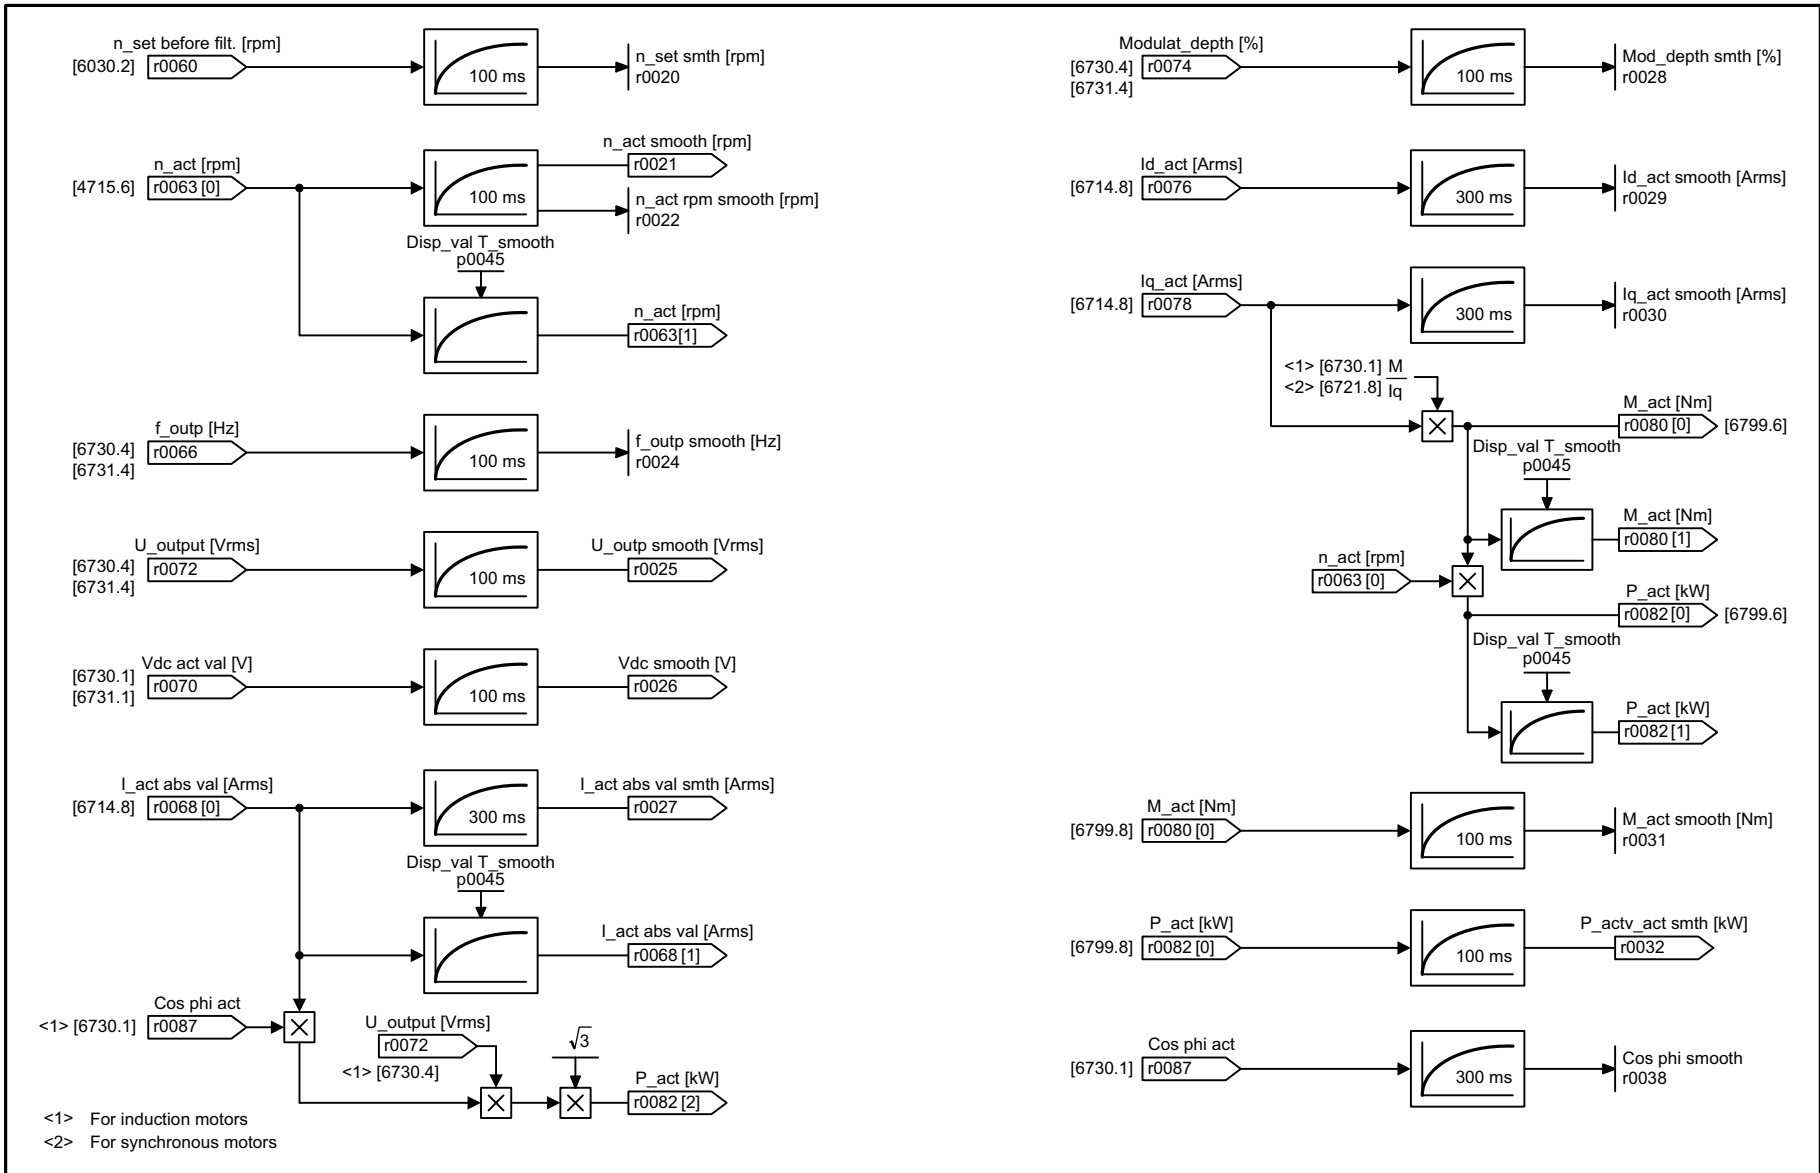 n_set before filt. [rpm]
[6030.2] r0060
100 ms
n_set smth [rpm]
r0020
n_act [rpm]
[4715.6] r0063 [0]
100 ms
n_act smooth [rpm]
r0021
n_act rpm smooth [rpm]
r0022
Disp_val T_smooth
p0045
n_act [rpm]
r0063[1]
f_outp [Hz]
[6730.4] r0066
[6731.4]
100 ms
f_outp smooth [Hz]
r0024
U_output [Vrms]
[6730.4] r0072
[6731.4]
100 ms
U_outp smooth [Vrms]
r0025
Vdc act val [V]
[6730.1] r0070
[6731.1]
100 ms
Vdc smooth [V]
r0026
I_act abs val [Arms]
[6714.8] r0068 [0]
300 ms
I_act abs val smth [Arms]
r0027
Disp_val T_smooth
p0045
I_act abs val [Arms]
r0068 [1]
Cos phi act
<1> [6730.1] r0087
U_output [Vrms]
r0072
<1> [6730.4]
√3
P_act [kW]
r0082 [2]
<1> For induction motors
<2> For synchronous motors
Modulat_depth [%]
[6730.4] r0074
[6731.4]
100 ms
Mod_depth smth [%]
r0028
Id_act [Arms]
[6714.8] r0076
300 ms
Id_act smooth [Arms]
r0029
Iq_act [Arms]
[6714.8] r0078
300 ms
Iq_act smooth [Arms]
r0030
<1> [6730.1] M
<2> [6721.8] Iq
M_act [Nm]
r0080 [0] [6799.6]
Disp_val T_smooth
p0045
M_act [Nm]
r0080 [1]
n_act [rpm]
r0063 [0]
P_act [kW]
r0082 [0] [6799.6]
Disp_val T_smooth
p0045
P_act [kW]
r0082 [1]
M_act [Nm]
[6799.8] r0080 [0]
100 ms
M_act smooth [Nm]
r0031
P_act [kW]
[6799.8] r0082 [0]
100 ms
P_actv_act smth [kW]
r0032
Cos phi act
[6730.1] r0087
300 ms
Cos phi smooth
r0038